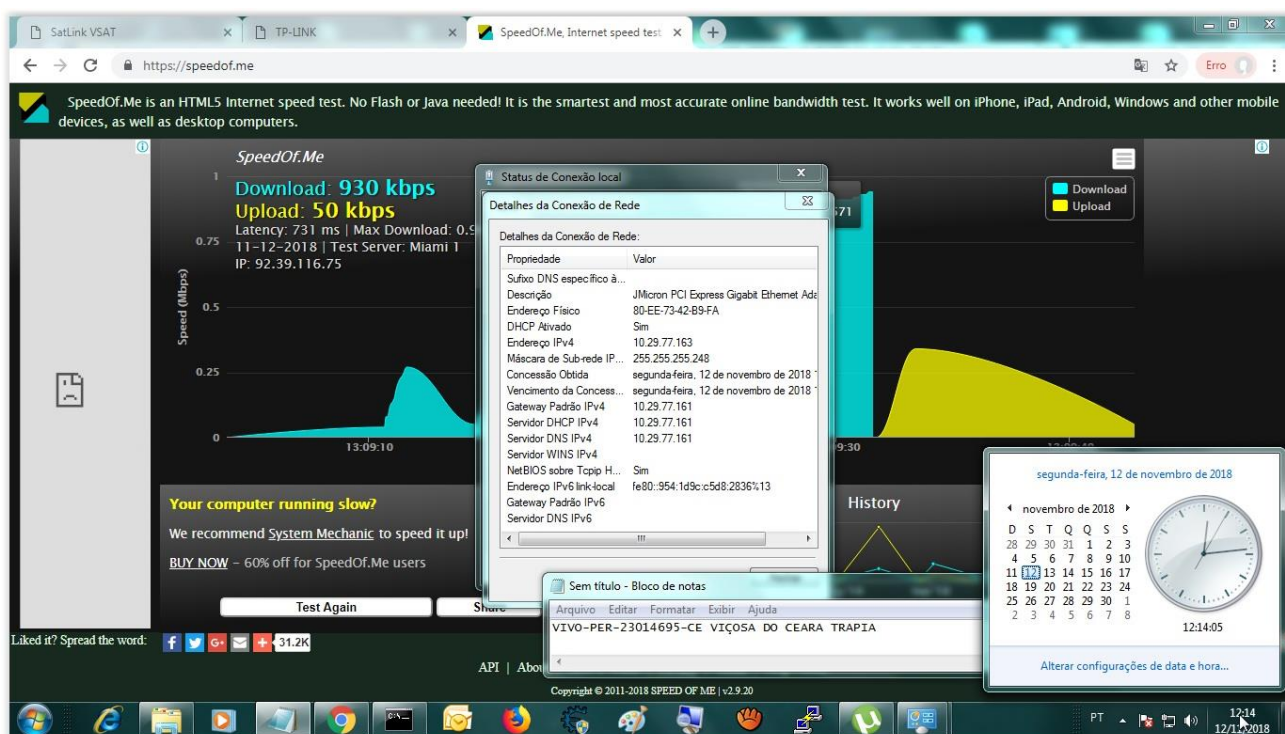 SatLink VSAT
TP-LINK
SpeedOf.Me, Internet speed test
https://speedof.me
Erro
SpeedOf.Me is an HTML5 Internet speed test. No Flash or Java needed! It is the smartest and most accurate online bandwidth test. It works well on iPhone, iPad, Android, Windows and other mobile
devices, as well as desktop computers.
SpeedOf.Me
Download: 930 kbps
Upload: 50 kbps
Latency: 731 ms | Max Download: 0.9
11-12-2018 | Test Server: Miami 1
IP: 92.39.116.75
Speed (Mbps)
1
0.75
0.5
0.25
0
13:09:10
9:30
Download
Upload
571
Status de Conexão local
Detalhes da Conexão de Rede
Detalhes da Conexão de Rede:
Propriedade Valor
Sufixo DNS específico à...
Descrição JMicron PCI Express Gigabit Ethernet Ada
Endereço Físico 80-EE-73-42-B9-FA
DHCP Ativado Sim
Endereço IPv4 10.29.77.163
Máscara de Sub-rede IP... 255.255.255.248
Concessão Obtida segunda-feira, 12 de novembro de 2018 1
Vencimento da Concess... segunda-feira, 12 de novembro de 2018 1
Gateway Padrão IPv4 10.29.77.161
Servidor DHCP IPv4 10.29.77.161
Servidor DNS IPv4 10.29.77.161
Servidor WINS IPv4
NetBIOS sobre Tcpip H... Sim
Endereço IPv6 link-local fe80::954:1d9c:c5d8:2836%13
Gateway Padrão IPv6
Servidor DNS IPv6
Your computer running slow?
We recommend System Mechanic to speed it up!
BUY NOW – 60% off for SpeedOf.Me users
Test Again
Share
History
Sem título - Bloco de notas
Arquivo Editar Formatar Exibir Ajuda
VIVO-PER-23014695-CE VIÇOSA DO CEARA TRAPIA
segunda-feira, 12 de novembro de 2018
novembro de 2018
D S T Q Q S S
28 29 30 31 1 2 3
4 5 6 7 8 9 10
11 12 13 14 15 16 17
18 19 20 21 22 23 24
25 26 27 28 29 30 1
2 3 4 5 6 7 8
12:14:05
Alterar configurações de data e hora...
Liked it? Spread the word:
31.2K
API | Abou
Copyright © 2011-2018 SPEED OF ME | v2.9.20
PT
12:14
12/11/2018